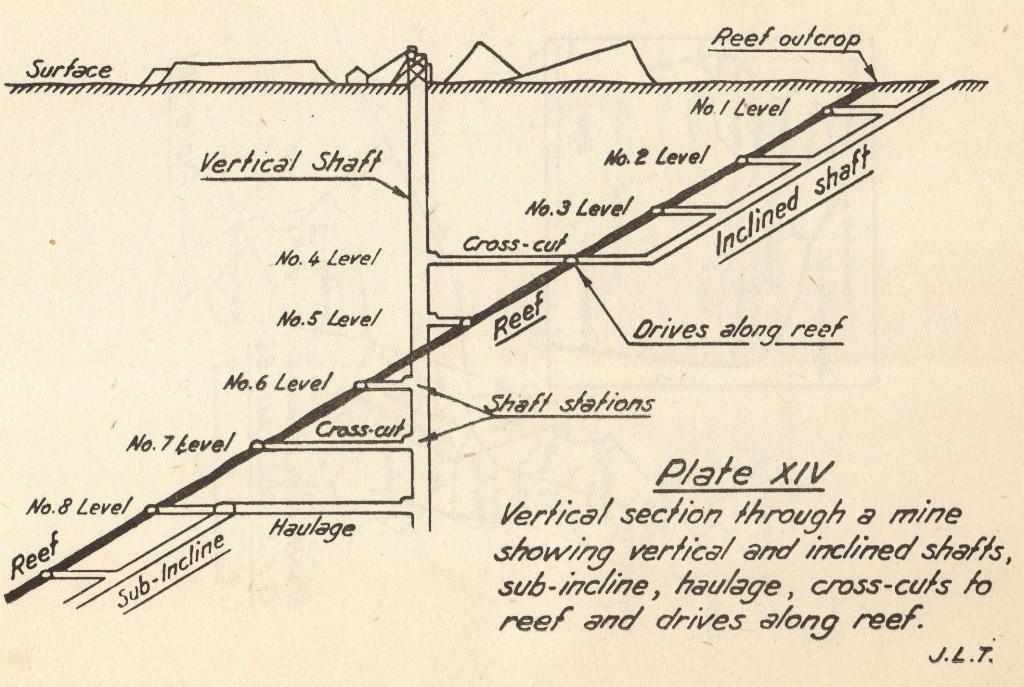 Reef outcrop
Surface
No.1 Level
Vertical Shaft
No.2 Level
No.3 Level
Inclined shaft
Cross-cut
No.4 Level
No.5 Level
Reef
Drives along reef
No.6 Level
Shaft stations
Cross-cut
No.7 Level
No.8 Level
Haulage
Reef
Sub-Incline
Plate XIV
Vertical section through a mine
showing vertical and inclined shafts,
sub-incline, haulage, cross-cuts to
reef and drives along reef.
J.L.T.